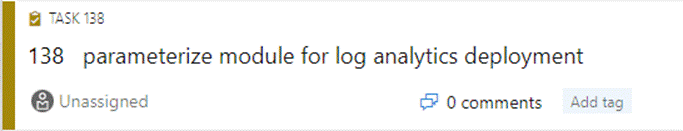 TASK 138
138 parameterize module for log analytics deployment
Unassigned 0 comments Add tag